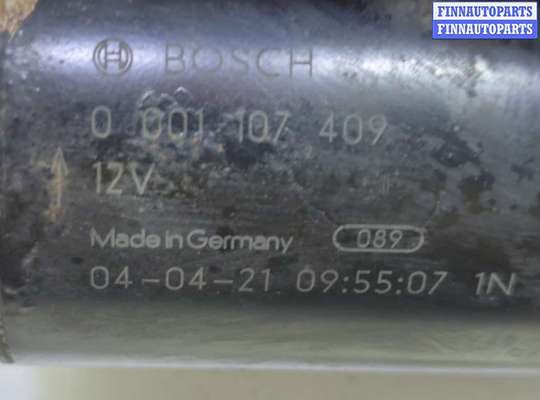 FINNAUTOPARTS
FINNAUTOPARTS
BOSCH
0 001 107 409
12V
Made in Germany 089
04-04-21 09:55:07 1N